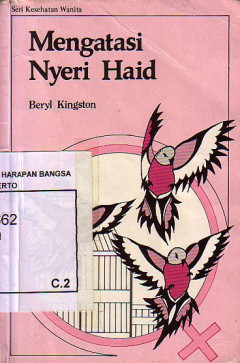 Seri Kesehatan Wanita
Mengatasi
Nyeri Haid
Beryl Kingston
HARAPAN BANGSA
ERTO
62
C.2